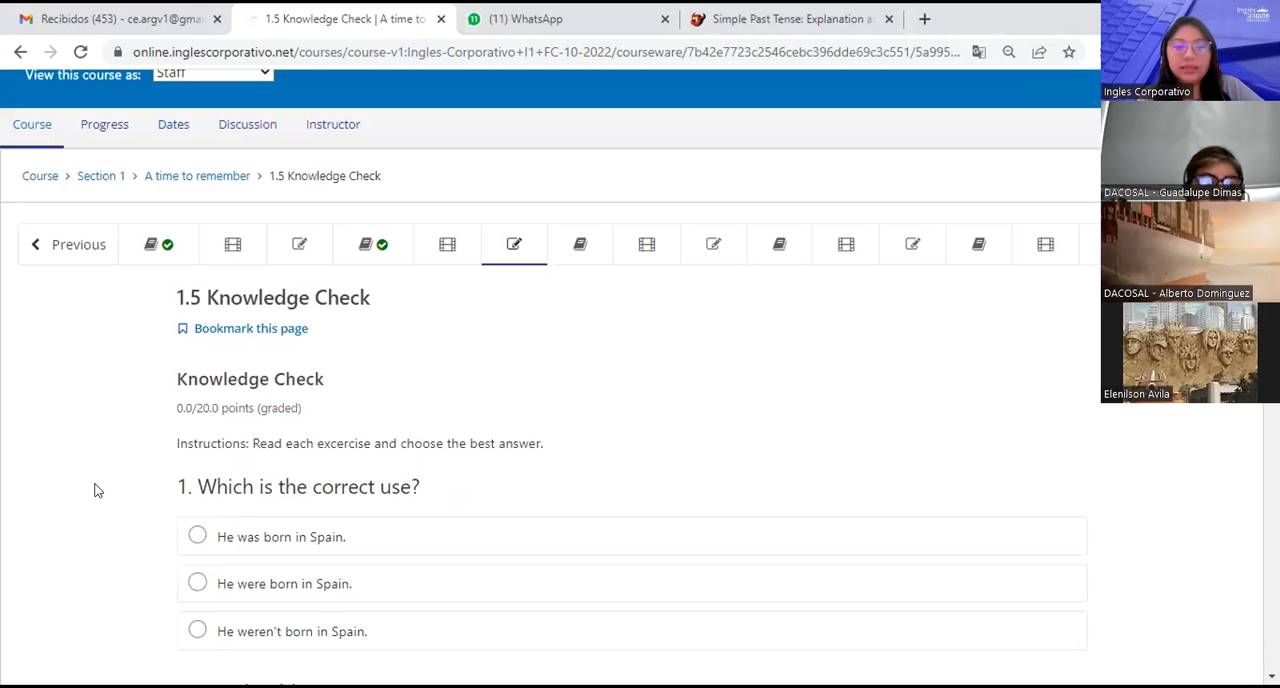 Recibidos (453) - ce.argv1@gma
1.5 Knowledge Check | A time to
(11) WhatsApp
Simple Past Tense: Explanation a
online.inglescorporativo.net/courses/course-v1:Ingles-Corporativo+I1+FC-10-2022/courseware/7b42e7723c2546cebc396dde69c3c551/5a995...
View this course as:
Staff
Course
Progress
Dates
Discussion
Instructor
Course > Section 1 > A time to remember > 1.5 Knowledge Check
Previous
1.5 Knowledge Check
Bookmark this page
Knowledge Check
0.0/20.0 points (graded)
Instructions: Read each excercise and choose the best answer.
1. Which is the correct use?
He was born in Spain.
He were born in Spain.
He weren't born in Spain.
Ingles Corporativo
DACOSAL - Guadalupe Dimas
DACOSAL - Alberto Dominguez
Elenilson Avila